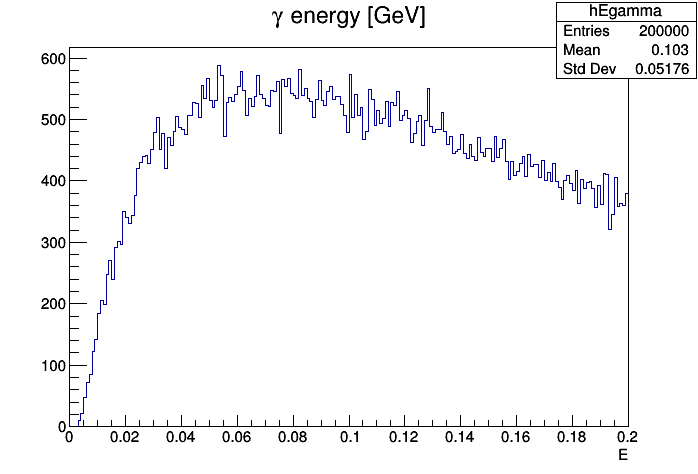 γ energy [GeV]
hEgamma
Entries 200000
Mean 0.103
Std Dev 0.05176
600
500
400
300
200
100
0
0 0.02 0.04 0.06 0.08 0.1 0.12 0.14 0.16 0.18 0.2
E